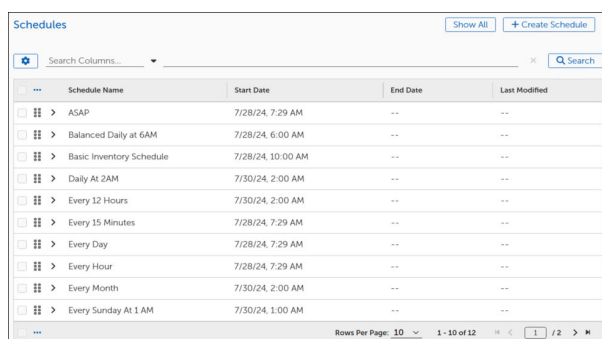 Schedules
Show All
+ Create Schedule
Search Columns...
Search
Schedule Name Start Date End Date Last Modified
ASAP 7/28/24, 7:29 AM -- --
Balanced Daily at 6AM 7/28/24, 6:00 AM -- --
Basic Inventory Schedule 7/28/24, 10:00 AM -- --
Daily At 2AM 7/30/24, 2:00 AM -- --
Every 12 Hours 7/30/24, 2:00 AM -- --
Every 15 Minutes 7/28/24, 7:29 AM -- --
Every Day 7/28/24, 7:29 AM -- --
Every Hour 7/28/24, 7:29 AM -- --
Every Month 7/30/24, 2:00 AM -- --
Every Sunday At 1 AM 7/30/24, 1:00 AM -- --
Rows Per Page: 10 1 - 10 of 12 1 / 2